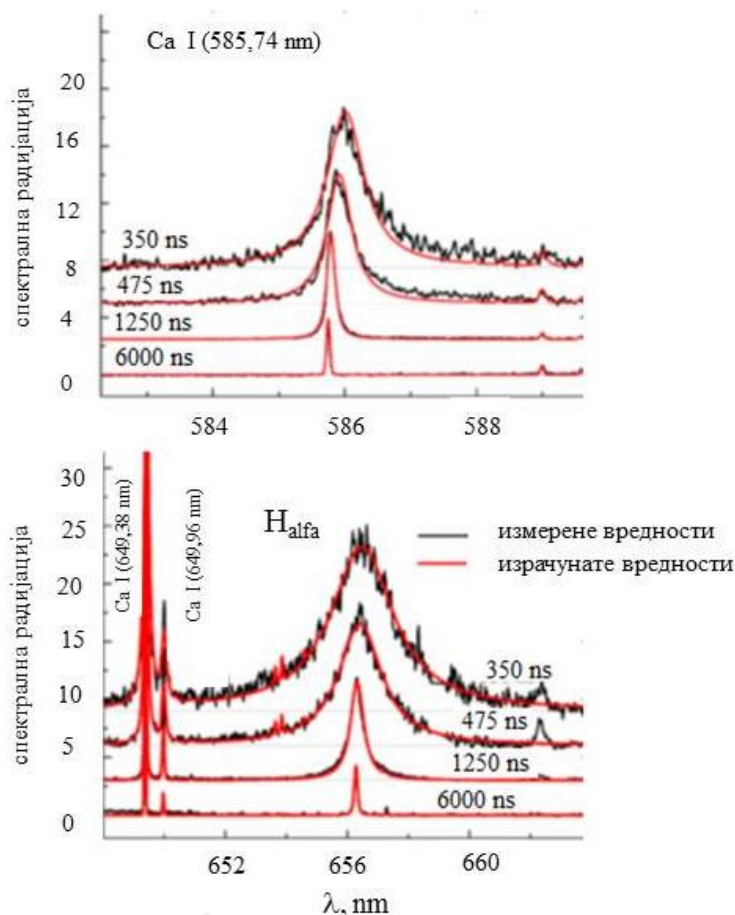 Ca I (585,74 nm)
спектрална радијација
20
16
12
8
4
0
350 ns
475 ns
1250 ns
6000 ns
584
586
588
спектрална радијација
30
25
20
15
10
5
0
Ca I (649,38 nm)
Ca I (649,96 nm)
Halfa
измерене вредности
израчунате вредности
350 ns
475 ns
1250 ns
6000 ns
652
656
660
λ, nm